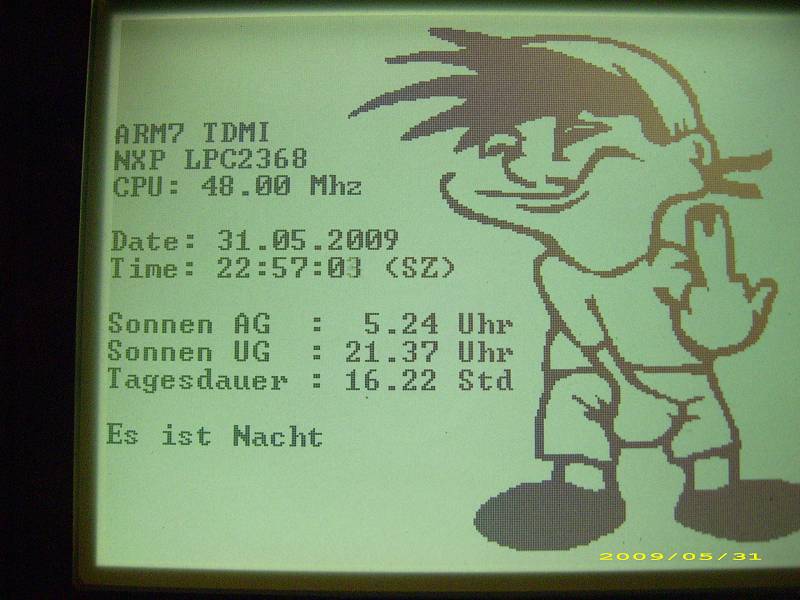 ARM7 TDMI
NXP LPC2368
CPU: 48.00 Mhz
Date: 31.05.2009
Time: 22:57:03 (SZ)
Sonnen AG : 5.24 Uhr
Sonnen UG : 21.37 Uhr
Tagesdauer : 16.22 Std
Es ist Nacht
2009/05/31